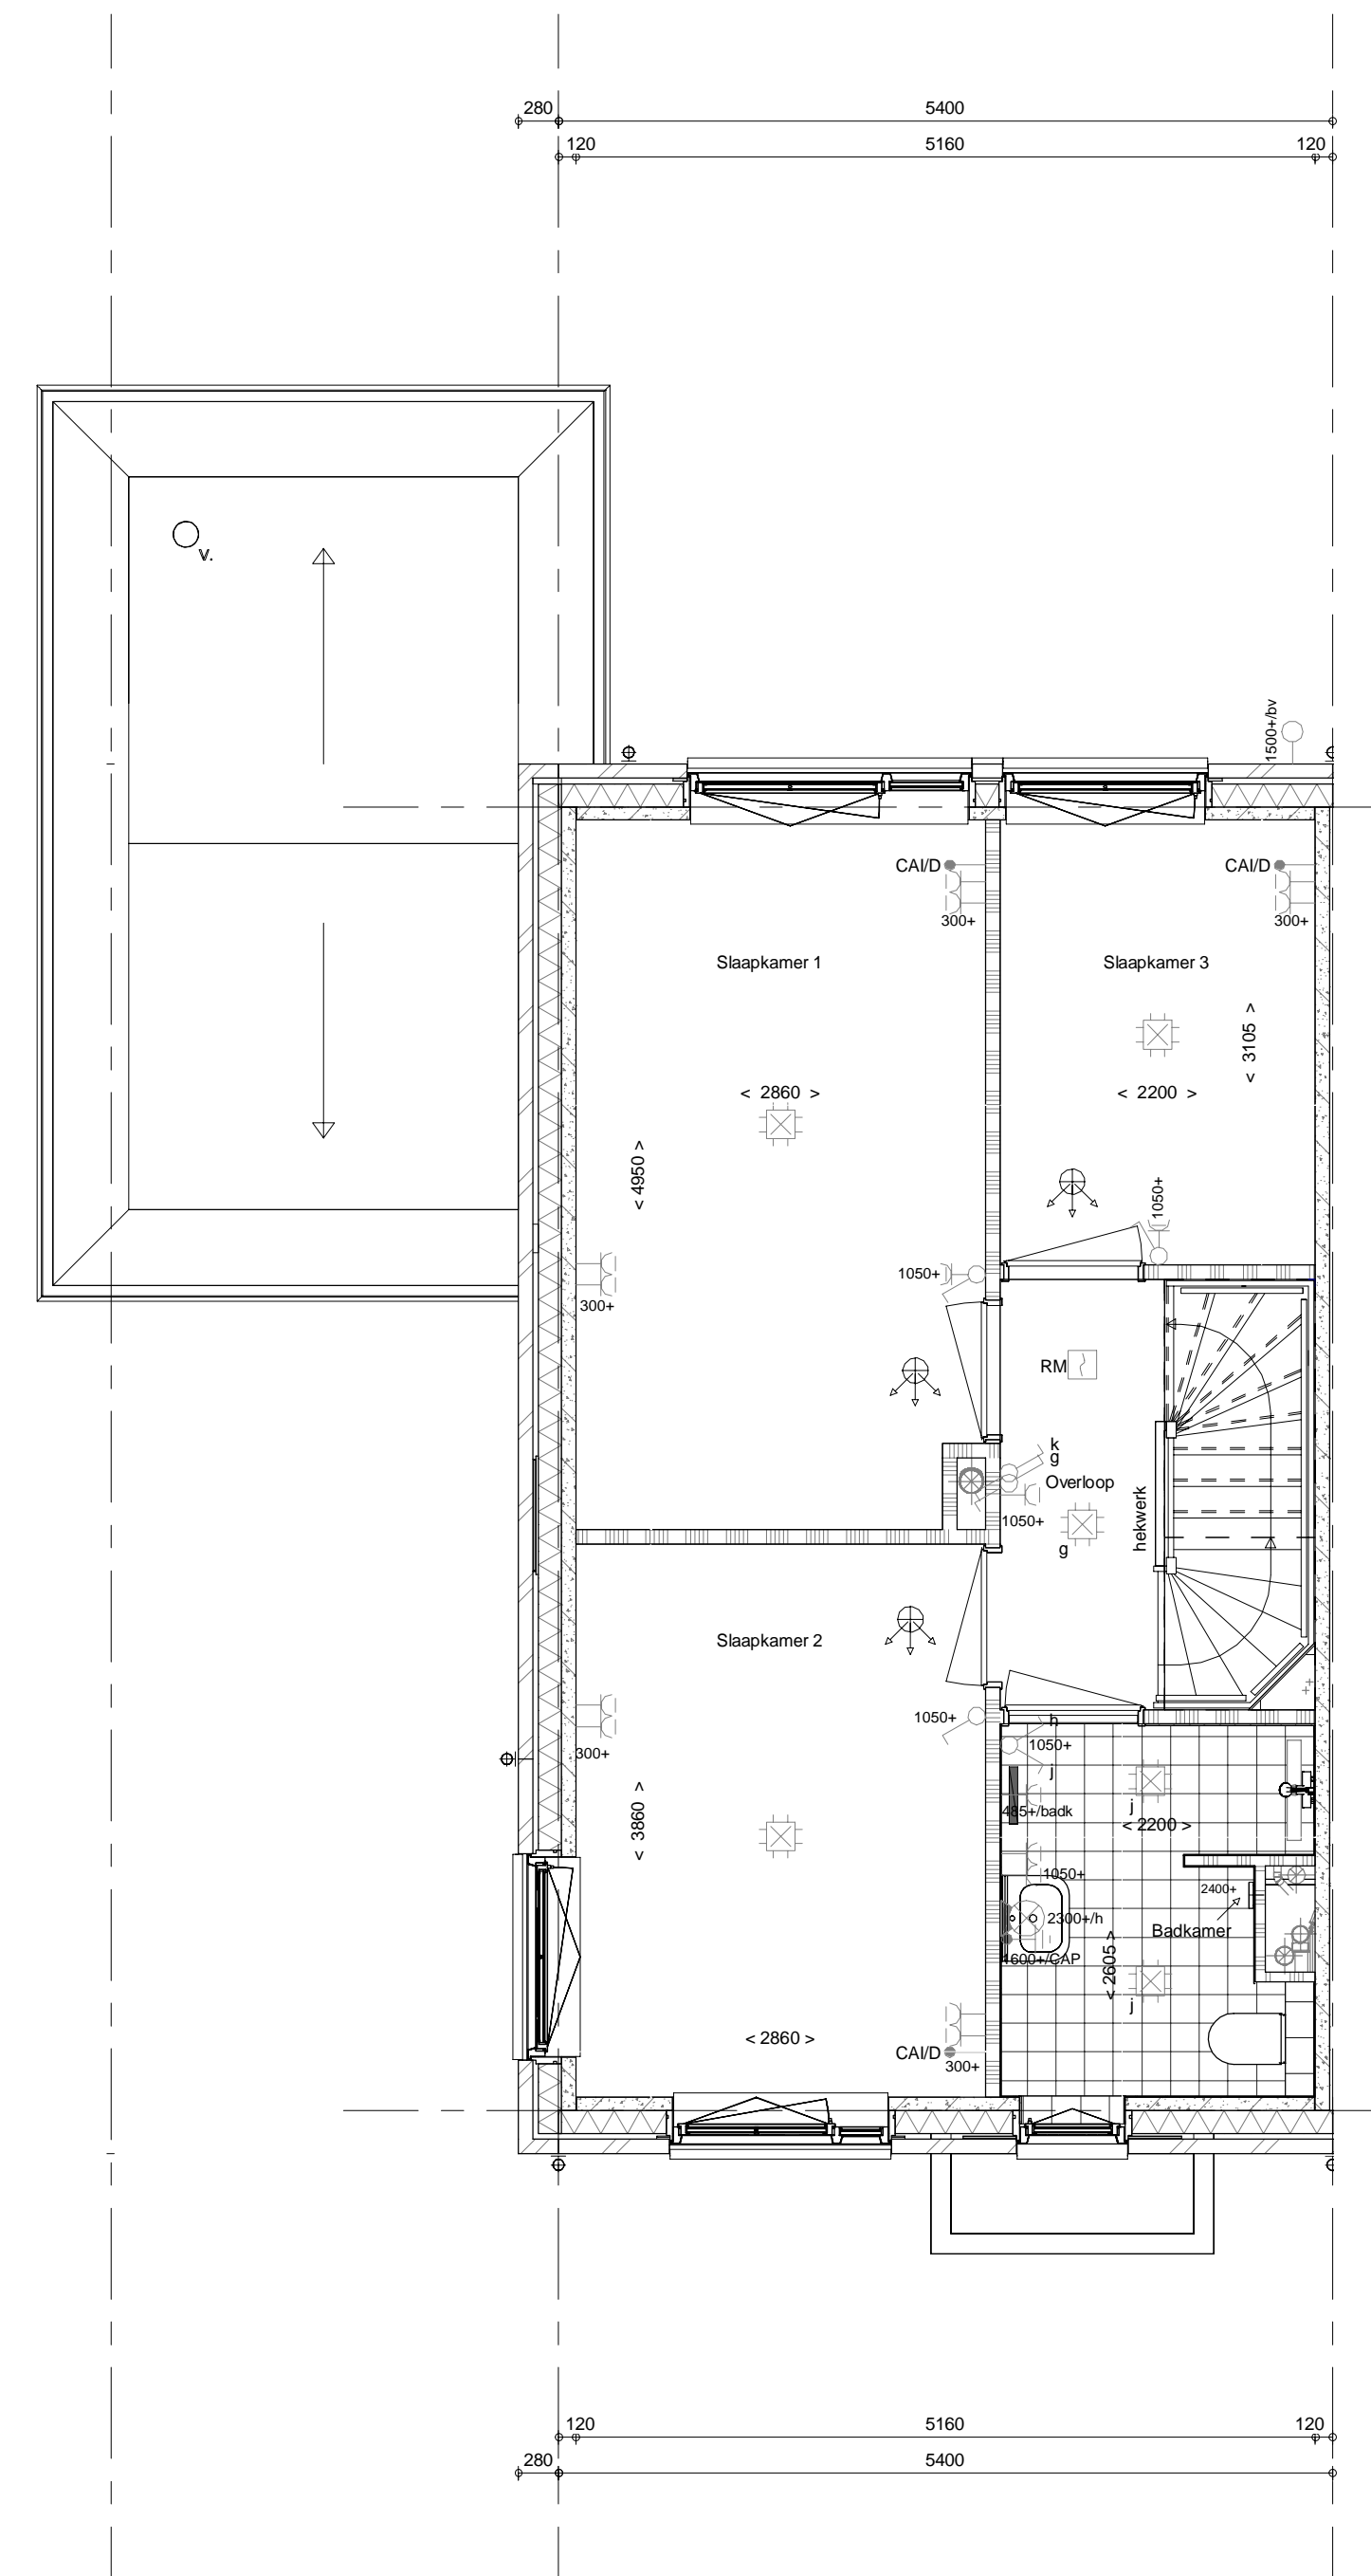 280 5400
120 5160 120
v.
1500+/bv
CAI/D CAI/D
300+ 300+
Slaapkamer 1 Slaapkamer 3
< 3105 >
< 2860 > < 2200 >
< 4950 >
1050+
1050+
300+
RM
k
g
Overloop
1050+
g
hekwerk
Slaapkamer 2
1050+
h
1050+
j
300+
j
485+/badk
< 2200 >
< 3860 >
1050+
2400+
2300+/h
Badkamer
1600+/CAP
< 2605 >
j
< 2860 >
CAI/D
300+
120 5160 120
280 5400